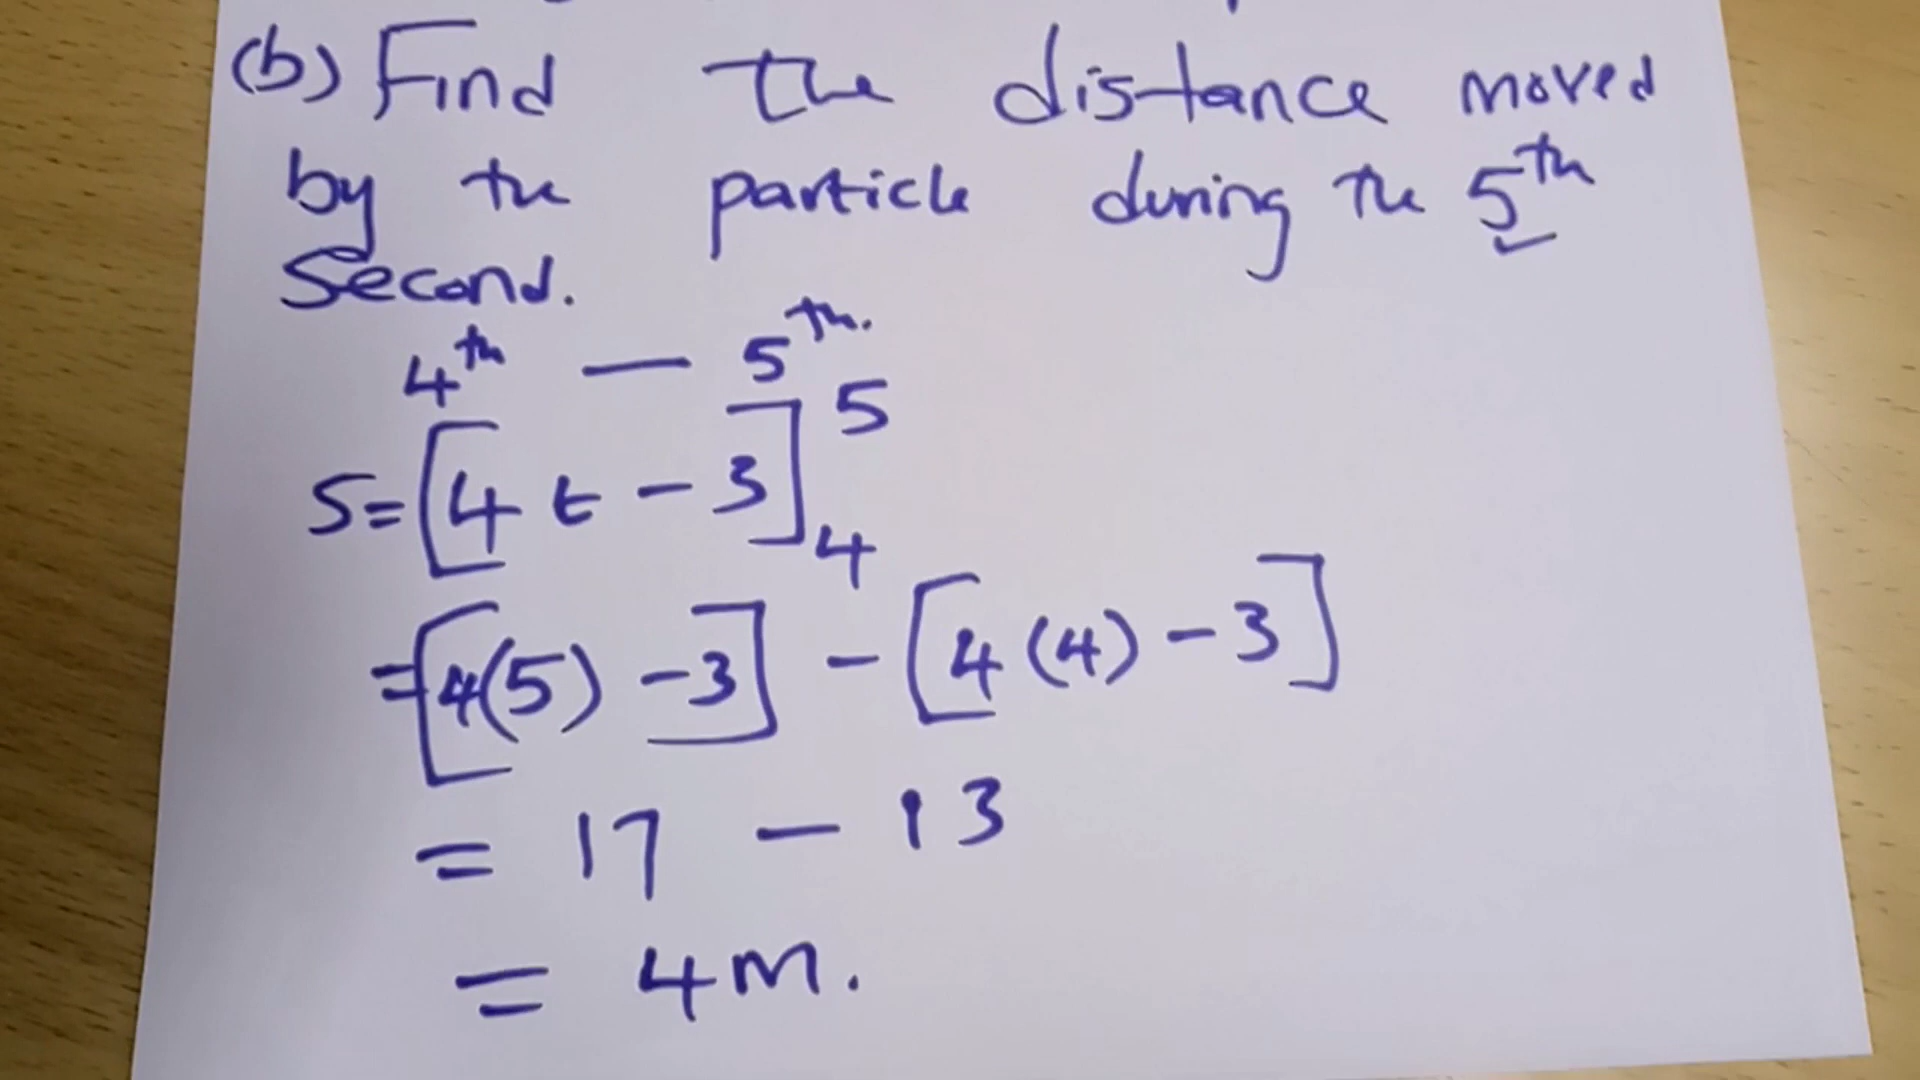 (b) Find the distance moved
by the particle during the 5th
Second.
4th — 5th.
S=[4t - 3]5 4
=[4(5) -3] - [4(4) -3]
= 17 - 13
= 4m.